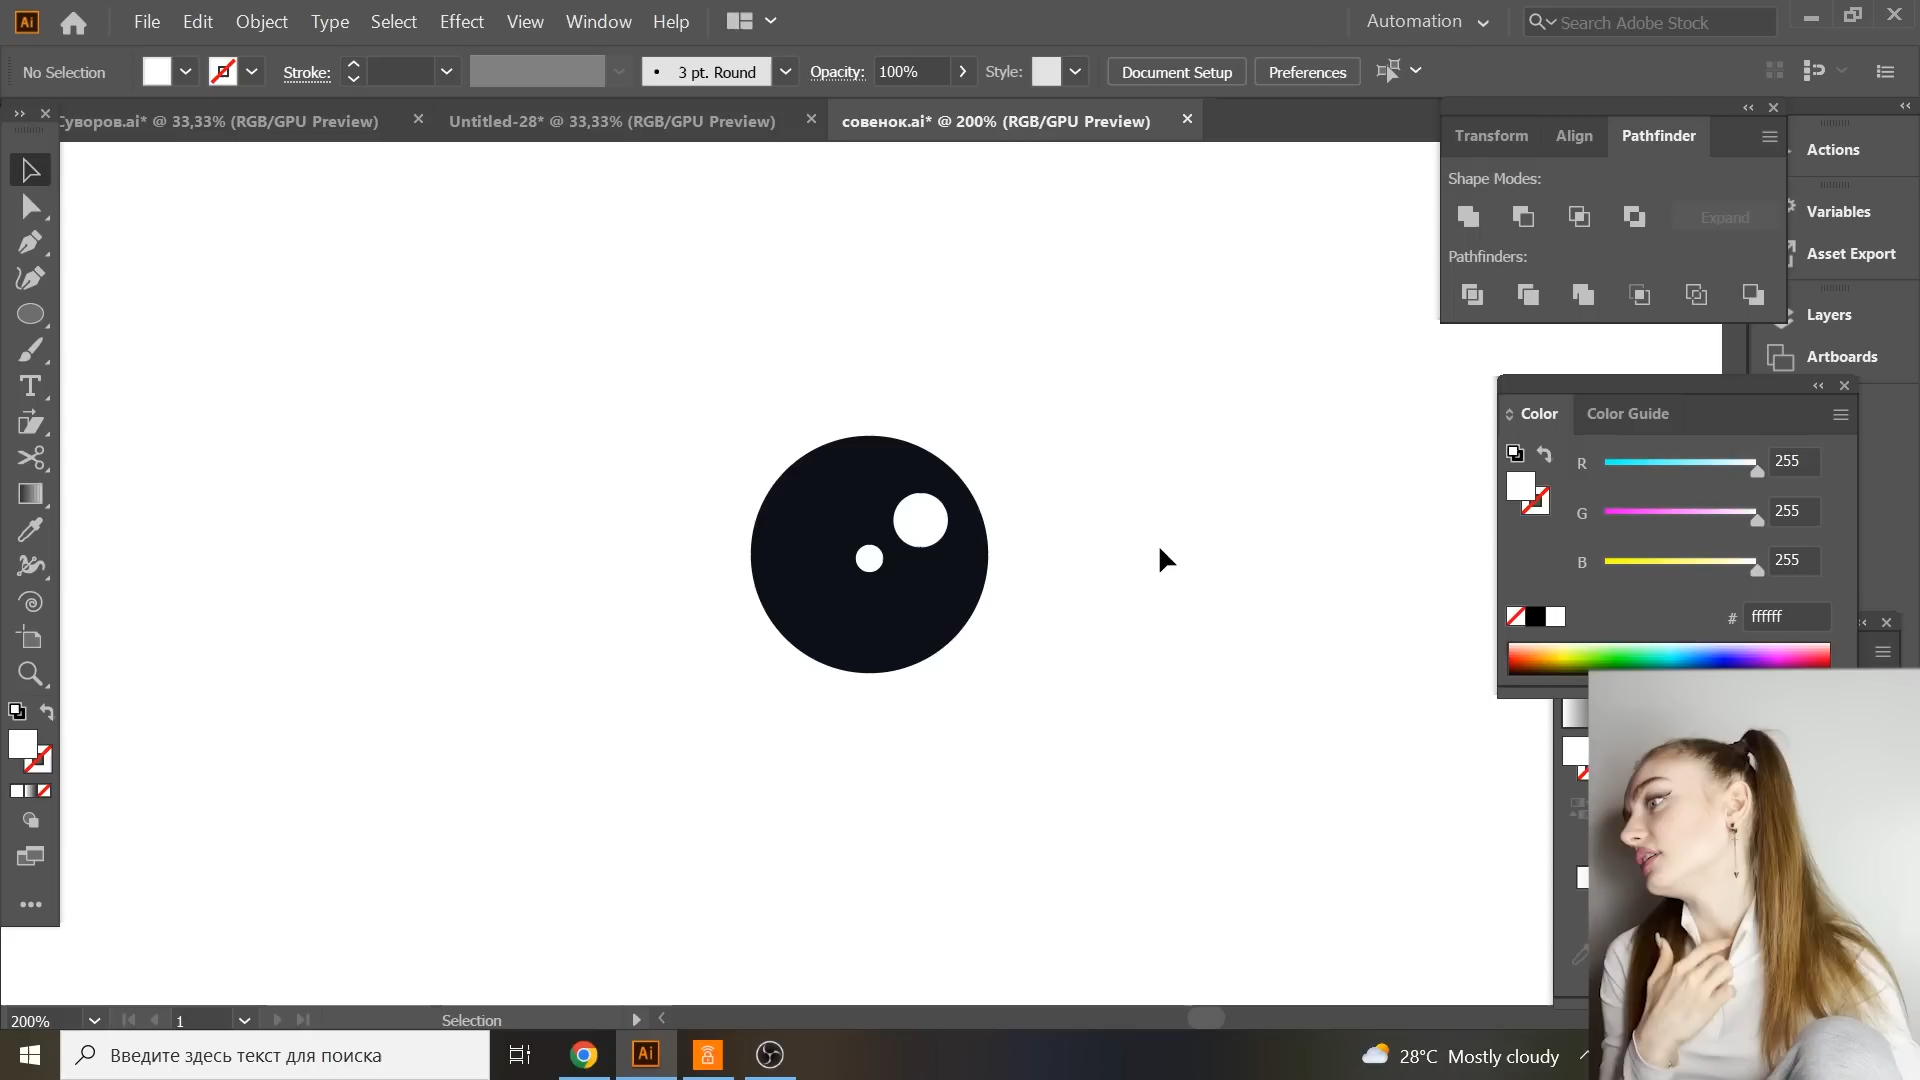 Ai File Edit Object Type Select Effect View Window Help Automation Search Adobe Stock
No Selection Stroke: 3 pt. Round Opacity: 100% Style: Document Setup Preferences
Суворов.ai* @ 33,33% (RGB/GPU Preview) Untitled-28* @ 33,33% (RGB/GPU Preview) совенок.ai* @ 200% (RGB/GPU Preview)
Transform Align Pathfinder
Shape Modes:
Expand
Pathfinders:
Actions
Variables
Asset Export
Layers
Artboards
Color Color Guide
R 255
G 255
B 255
# ffffff
200% 1 Selection
Введите здесь текст для поиска Ai 28°C Mostly cloudy